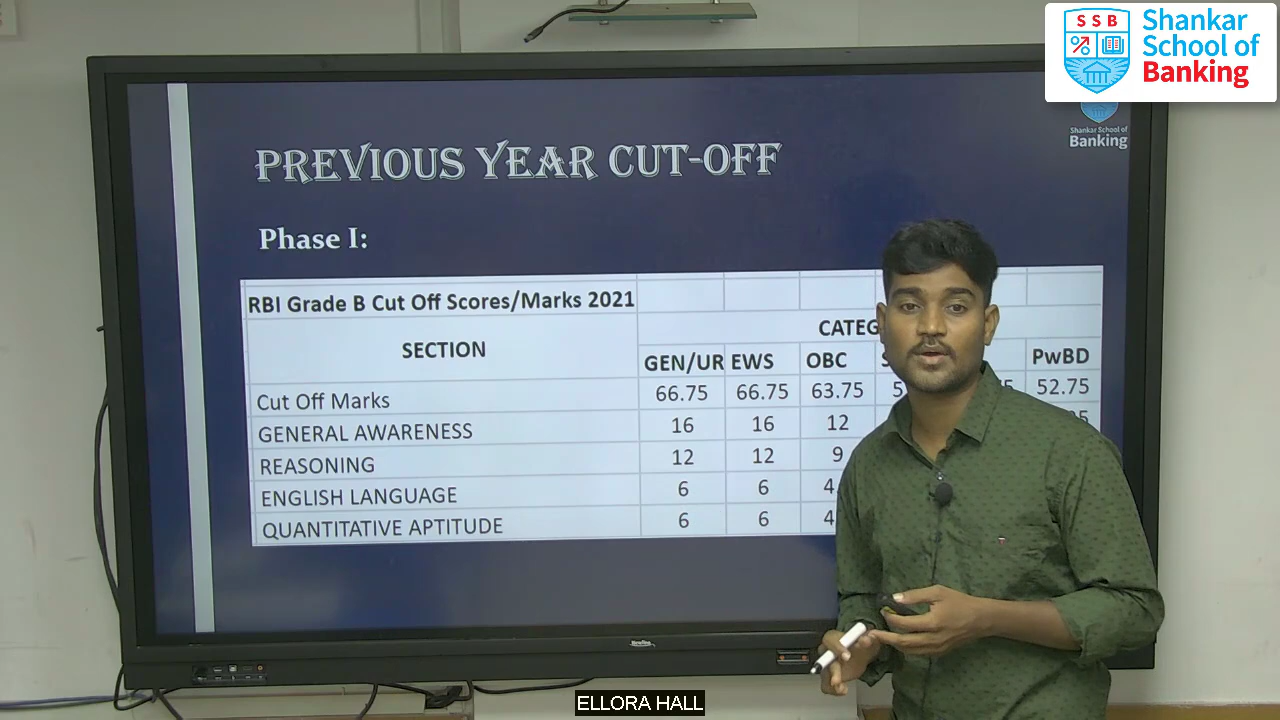 SSB
Shankar
School of
Banking
Shankar School of
Banking
PREVIOUS YEAR CUT-OFF
Phase I:
RBI Grade B Cut Off Scores/Marks 2021
SECTION
GEN/UR EWS OBC PwBD
Cut Off Marks 66.75 66.75 63.75 52.75
GENERAL AWARENESS 16 16 12
REASONING 12 12 9
ENGLISH LANGUAGE 6 6
QUANTITATIVE APTITUDE 6 6
ELLORA HALL